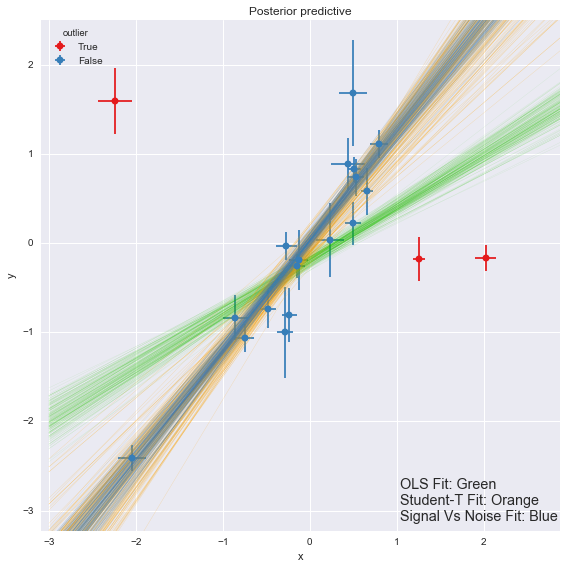 Posterior predictive
outlier
True
False
y
2
1
0
−1
−2
−3
−3
−2
−1
0
1
2
x
OLS Fit: Green
Student-T Fit: Orange
Signal Vs Noise Fit: Blue